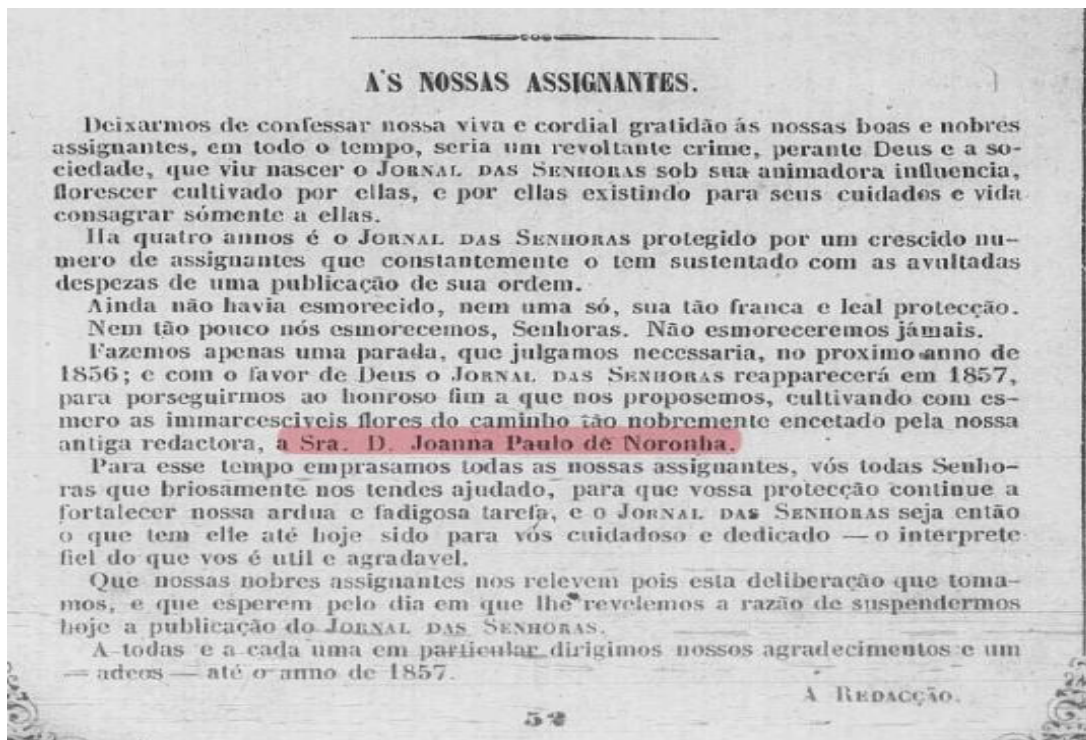 A'S NOSSAS ASSIGNANTES.
Deixarmos de confessar nossa viva e cordial gratidão ás nossas boas e nobres
assignantes, em todo o tempo, seria um revoltante crime, perante Deus e a so-
ciedade, que viu nascer o JORNAL DAS SENHORAS sob sua animadora influencia,
florescer cultivado por ellas, e por ellas existindo para seus cuidados e vida
consagrar sómente a ellas.
Ha quatro annos é o JORNAL DAS SENHORAS protegido por um crescido nu-
mero de assignantes que constantemente o tem sustentado com as avultadas
despezas de uma publicação de sua ordem.
Ainda não havia esmorecido, nem uma só, sua tão franca e leal protecção.
Nem tão pouco nós esmorecemos, Senhoras. Não esmoreceremos jámais.
Fazemos apenas uma parada, que julgamos necessaria, no proximo anno de
1856; e com o favor de Deus o JORNAL DAS SENHORAS reapparecerá em 1857,
para porseguirmos ao honroso fim a que nos proposemos, cultivando com es-
mero as immarcesciveis flores do caminho tão nobremente encetado pela nossa
antiga redactora, a Sra. D. Joanna Paulo de Noronha.
Para esse tempo emprasamos todas as nossas assignantes, vós todas Senho-
ras que briosamente nos tendes ajudado, para que vossa protecção continue a
fortalecer nossa ardua e fadigosa tarefa, e o JORNAL DAS SENHORAS seja então
o que tem elle até hoje sido para vós cuidadoso e dedicado — o interprete
fiel do que vos é util e agradavel.
Que nossas nobres assignantes nos relevem pois esta deliberação que toma-
mos, e que esperem pelo dia em que lhe revelemos a razão de suspendermos
hoje a publicação do JORNAL DAS SENHORAS.
A todas e a cada uma em particular dirigimos nossos agradecimentos e um
— adeos — até o anno de 1857.
A REDACÇÃO.
52